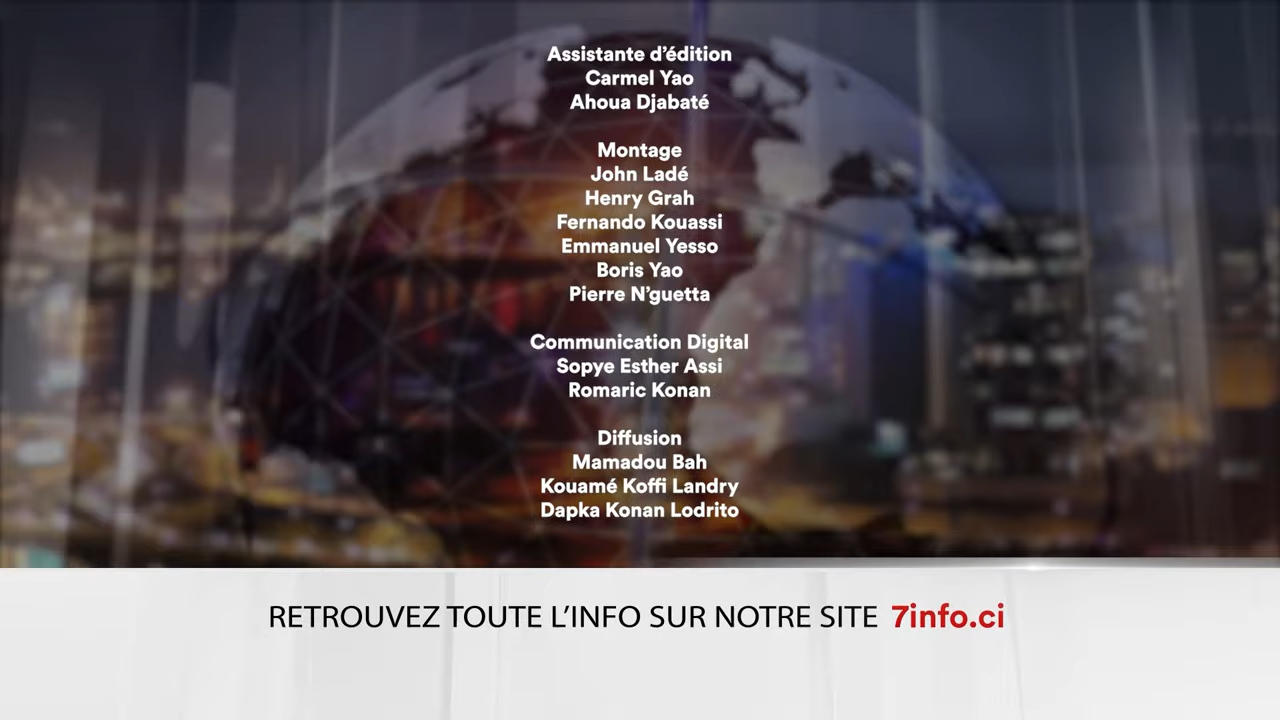 Assistante d’édition
Carmel Yao
Ahoua Djabaté
Montage
John Ladé
Henry Grah
Fernando Kouassi
Emmanuel Yesso
Boris Yao
Pierre N’guetta
Communication Digital
Sopye Esther Assi
Romaric Konan
Diffusion
Mamadou Bah
Kouamé Koffi Landry
Dapka Konan Lodrito
RETROUVEZ TOUTE L’INFO SUR NOTRE SITE 7info.ci